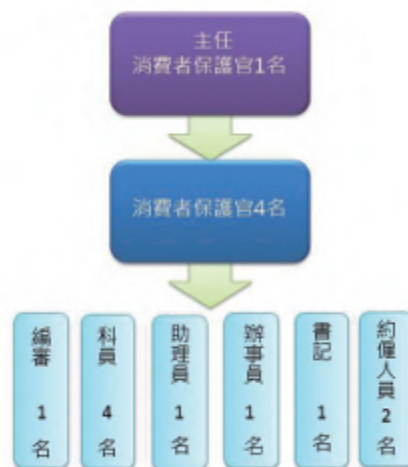 主任
消費者保護官1名
消費者保護官4名
編審1名
科員4名
助理員1名
辦事員1名
書記1名
約僱人員2名